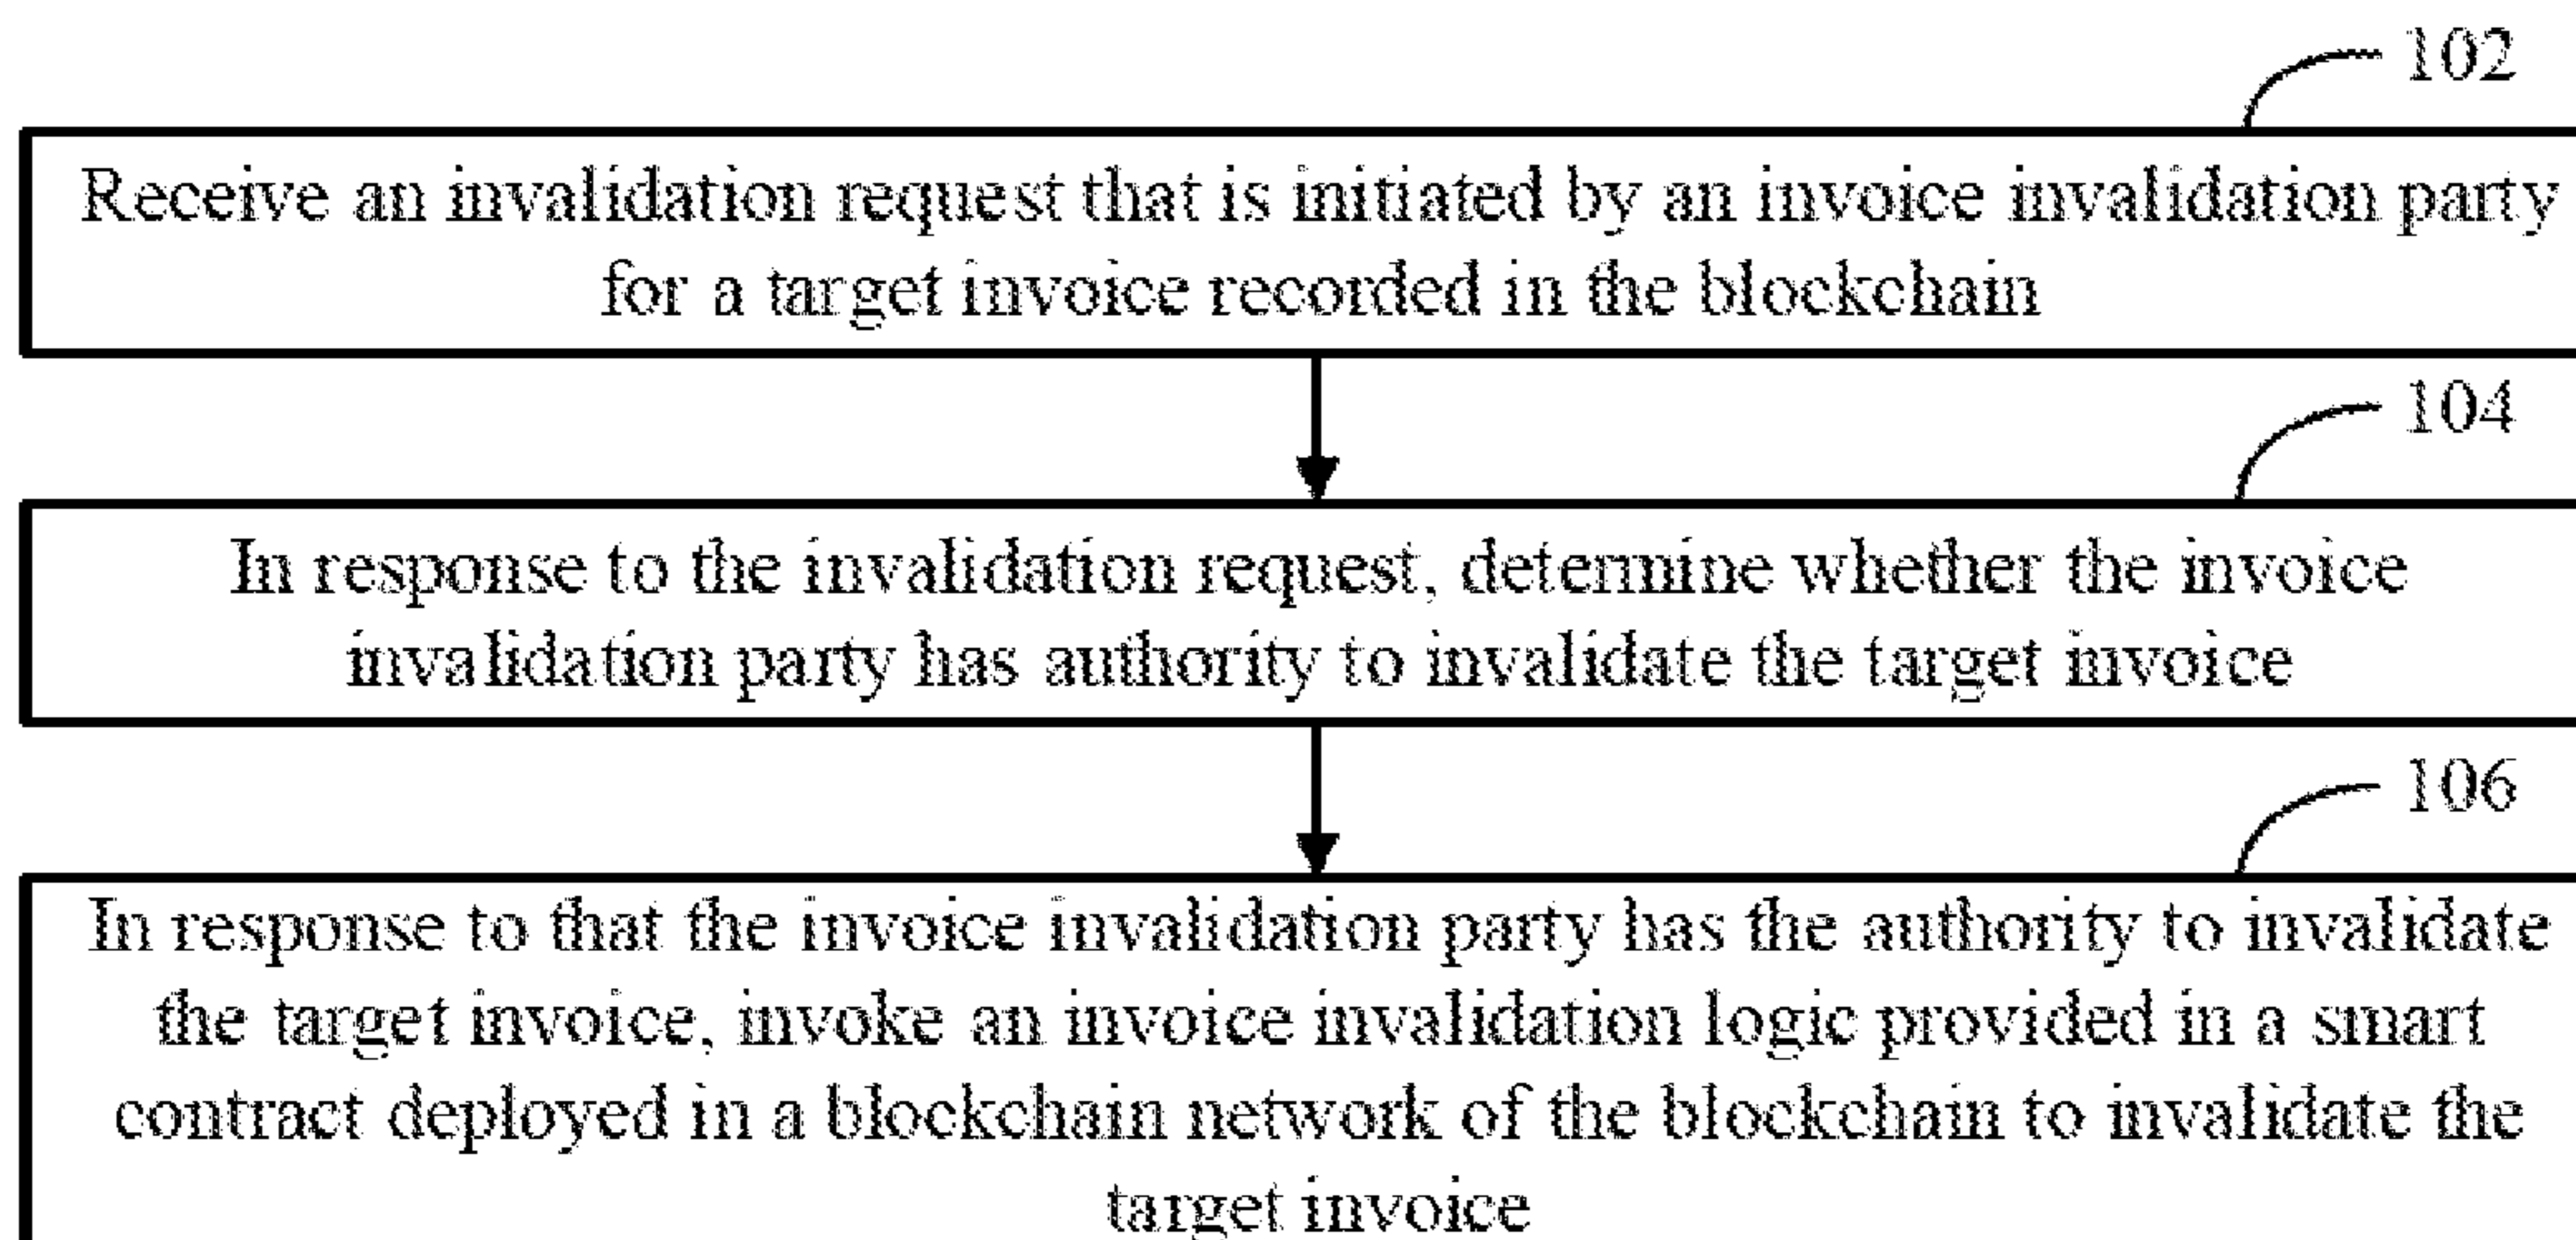 102
Receive an invalidation request that is initiated by an invoice invalidation party
for a target invoice recorded in the blockchain
104
In response to the invalidation request, determine whether the invoice
invalidation party has authority to invalidate the target invoice
106
In response to that the invoice invalidation party has the authority to invalidate
the target invoice, invoke an invoice invalidation logic provided in a smart
contract deployed in a blockchain network of the blockchain to invalidate the
target invoice